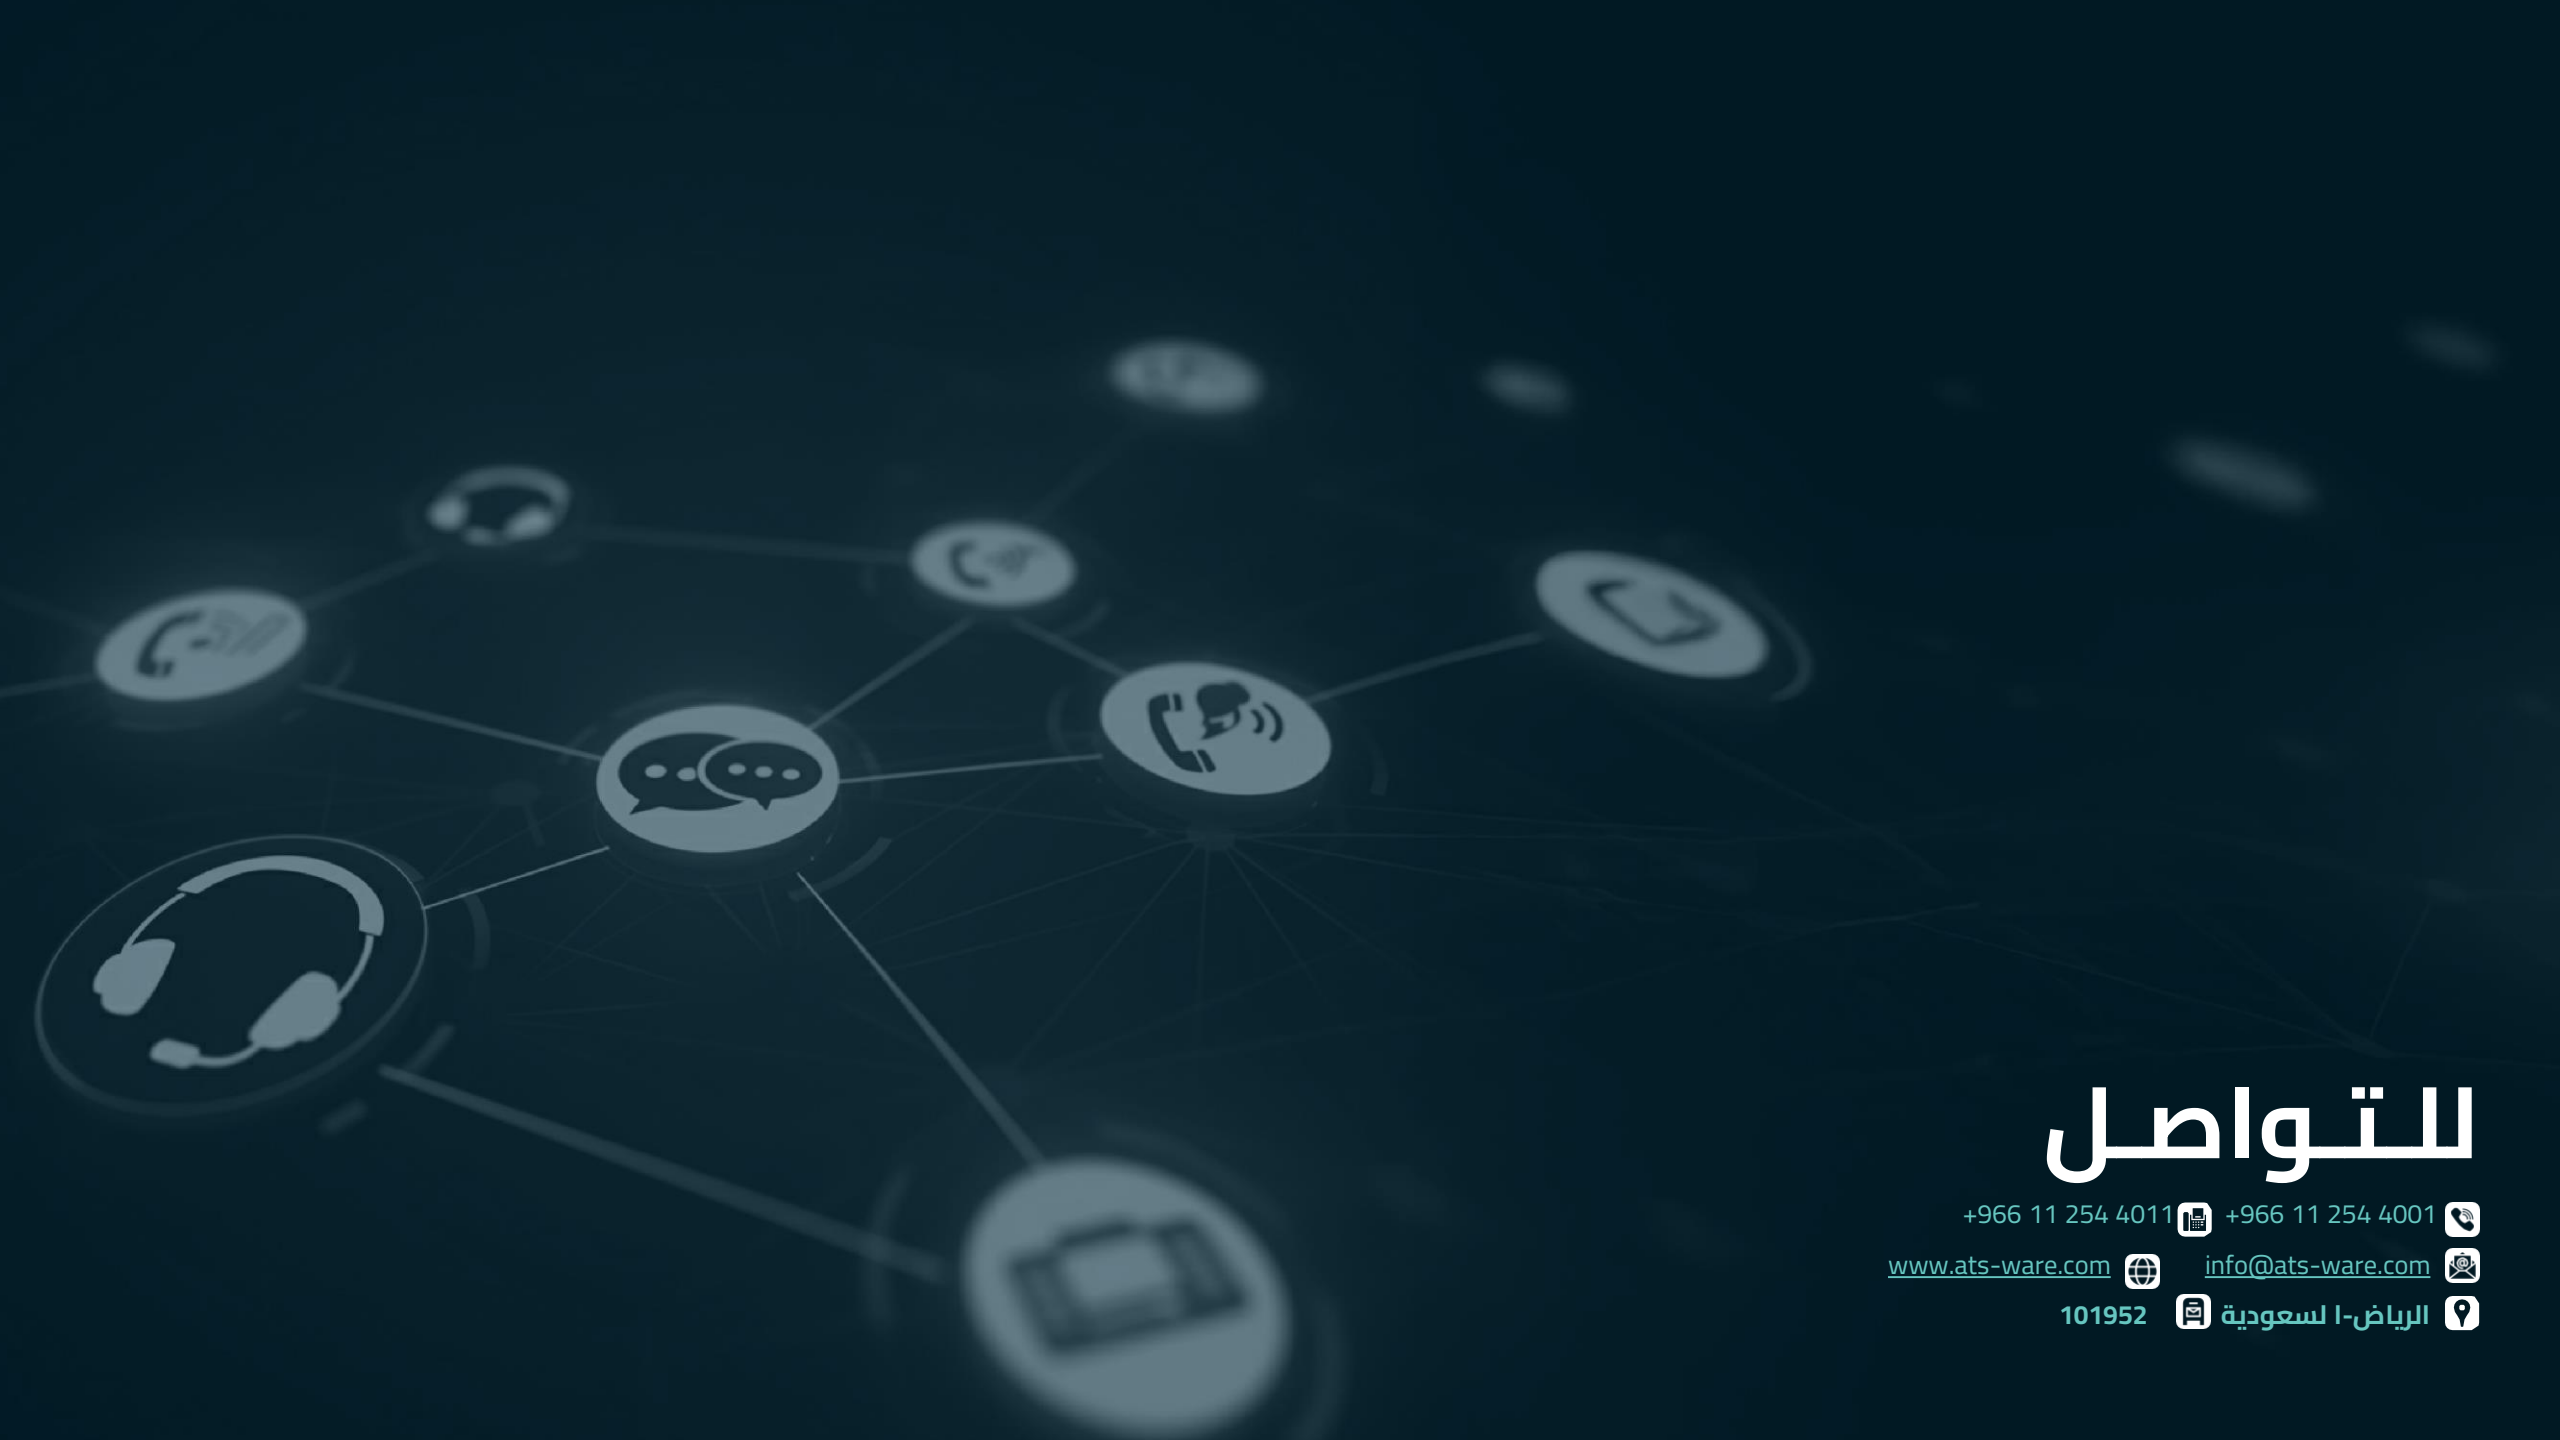 للتواصل
+966 11 254 4001 +966 11 254 4011
info@ats-ware.com www.ats-ware.com
الرياض-ا لسعودية 101952